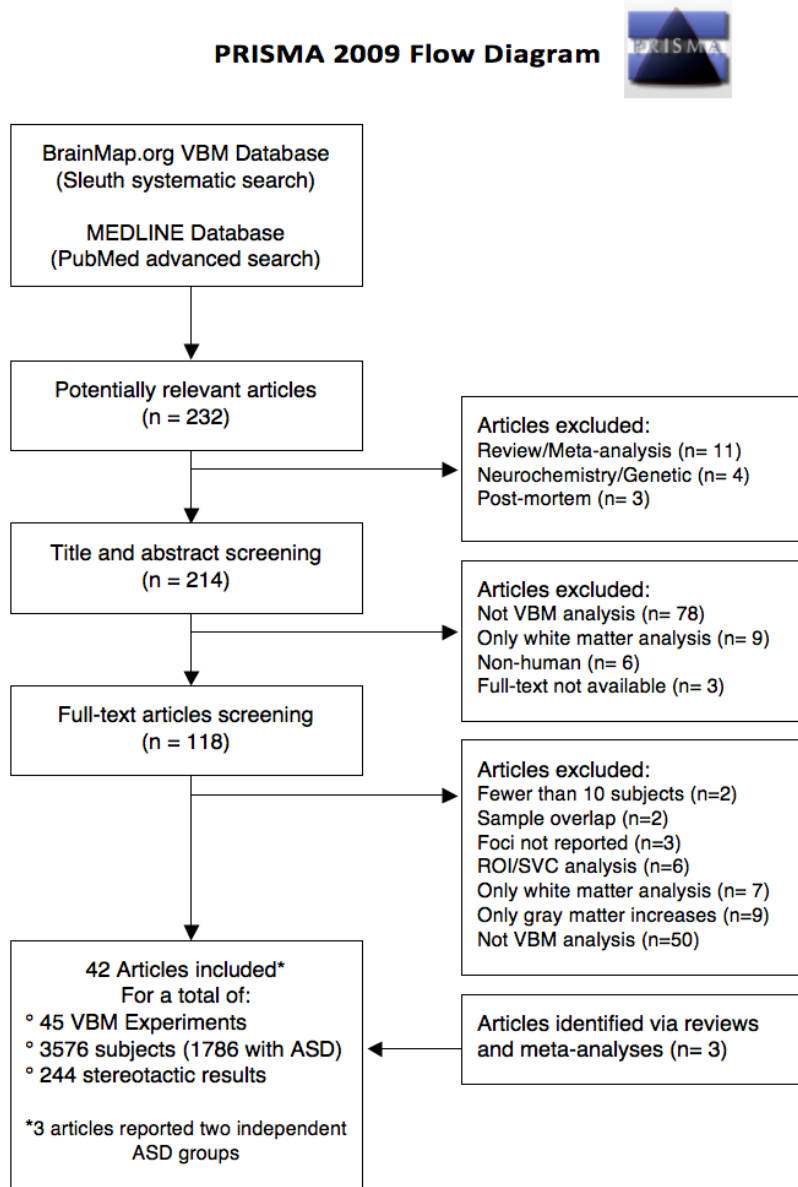 PRISMA 2009 Flow Diagram
PRISMA
BrainMap.org VBM Database
(Sleuth systematic search)
MEDLINE Database
(PubMed advanced search)
Potentially relevant articles
(n = 232)
Articles excluded:
Review/Meta-analysis (n= 11)
Neurochemistry/Genetic (n= 4)
Post-mortem (n= 3)
Title and abstract screening
(n = 214)
Articles excluded:
Not VBM analysis (n= 78)
Only white matter analysis (n= 9)
Non-human (n= 6)
Full-text not available (n= 3)
Full-text articles screening
(n = 118)
Articles excluded:
Fewer than 10 subjects (n=2)
Sample overlap (n=2)
Foci not reported (n=3)
ROI/SVC analysis (n=6)
Only white matter analysis (n= 7)
Only gray matter increases (n=9)
Not VBM analysis (n=50)
42 Articles included*
For a total of:
° 45 VBM Experiments
° 3576 subjects (1786 with ASD)
° 244 stereotactic results
*3 articles reported two independent
ASD groups
Articles identified via reviews
and meta-analyses (n= 3)